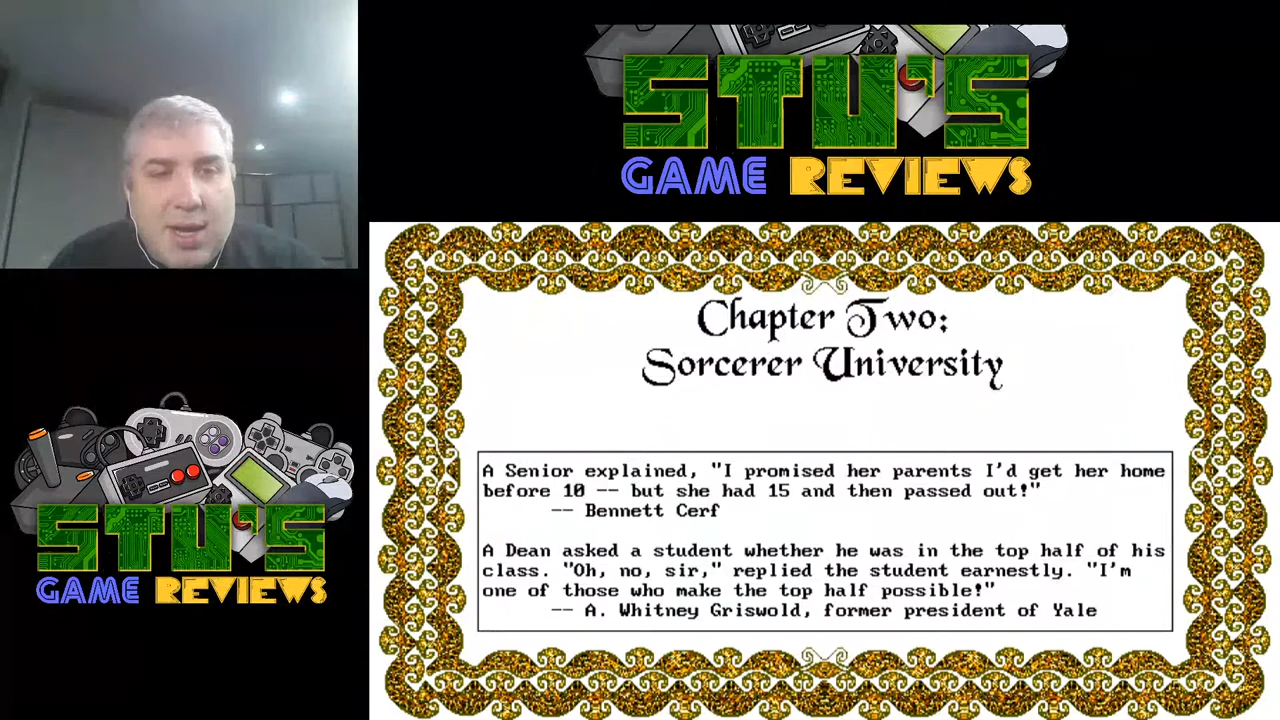 STU'S
GAME REVIEWS
Chapter Two:
Sorcerer University
A Senior explained, "I promised her parents I'd get her home
before 10 -- but she had 15 and then passed out!"
-- Bennett Cerf
A Dean asked a student whether he was in the top half of his
class. "Oh, no, sir," replied the student earnestly. "I'm
one of those who make the top half possible!"
-- A. Whitney Griswold, former president of Yale
STU'S
GAME REVIEWS